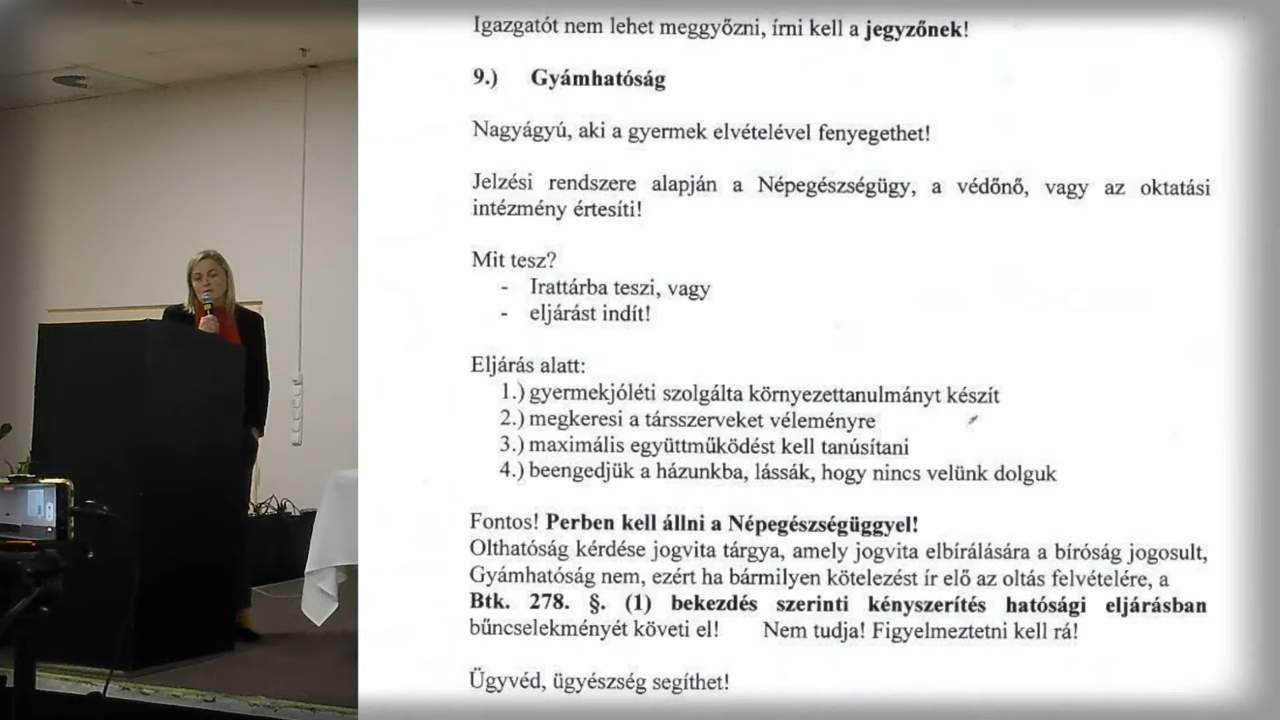 Igazgatót nem lehet meggyőzni, írni kell a jegyzőnek!
9.) Gyámhatóság
Nagyágyú, aki a gyermek elvételével fenyegethet!
Jelzési rendszere alapján a Népegészségügy, a védőnő, vagy az oktatási
intézmény értesíti!
Mit tesz?
- Irattárba teszi, vagy
- eljárást indít!
Eljárás alatt:
1.) gyermekjóléti szolgálta környezettanulmányt készít
2.) megkeresi a társszerveket véleményre
3.) maximális együttműködést kell tanúsítani
4.) beengedjük a házunkba, lássák, hogy nincs velünk dolguk
Fontos! Perben kell állni a Népegészségüggyel!
Olthatóság kérdése jogvita tárgya, amely jogvita elbírálására a bíróság jogosult,
Gyámhatóság nem, ezért ha bármilyen kötelezést ír elő az oltás felvételére, a
Btk. 278. §. (1) bekezdés szerinti kényszerítés hatósági eljárásban
bűncselekményét követi el! Nem tudja! Figyelmeztetni kell rá!
Ügyvéd, ügyészség segíthet!